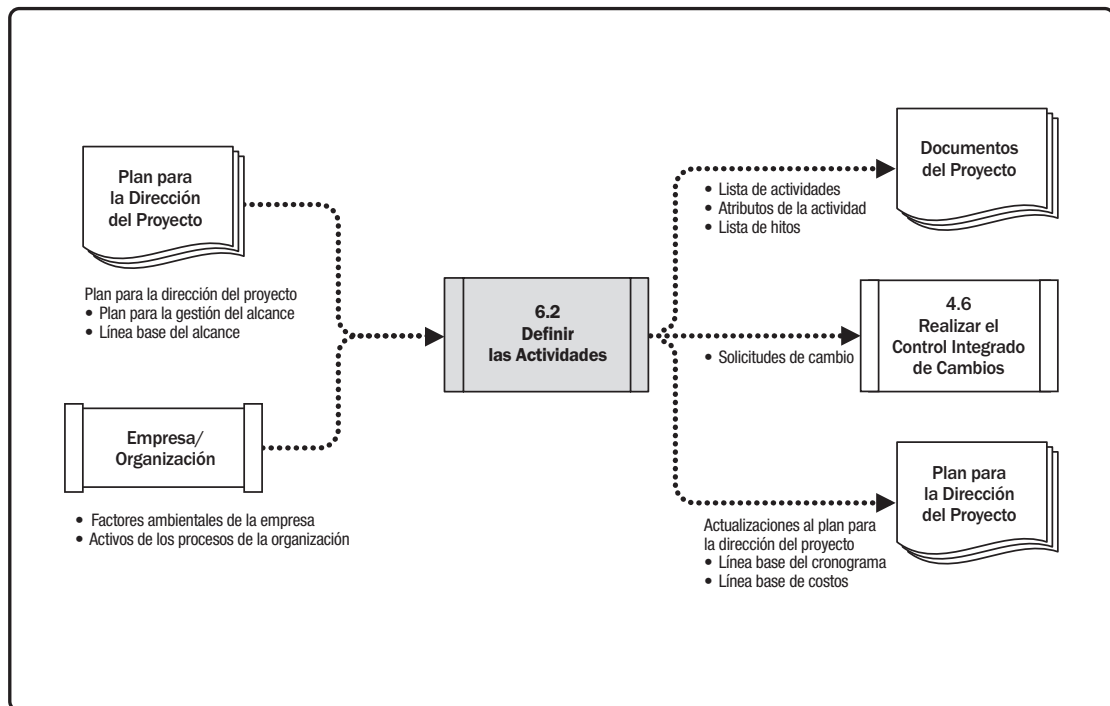 Plan para
la Dirección
del Proyecto
Plan para la dirección del proyecto
• Plan para la gestión del alcance
• Línea base del alcance
Empresa/
Organización
• Factores ambientales de la empresa
• Activos de los procesos de la organización
6.2
Definir
las Actividades
Documentos
del Proyecto
• Lista de actividades
• Atributos de la actividad
• Lista de hitos
4.6
Realizar el
Control Integrado
de Cambios
• Solicitudes de cambio
Plan para
la Dirección
del Proyecto
Actualizaciones al plan para
la dirección del proyecto
• Línea base del cronograma
• Línea base de costos